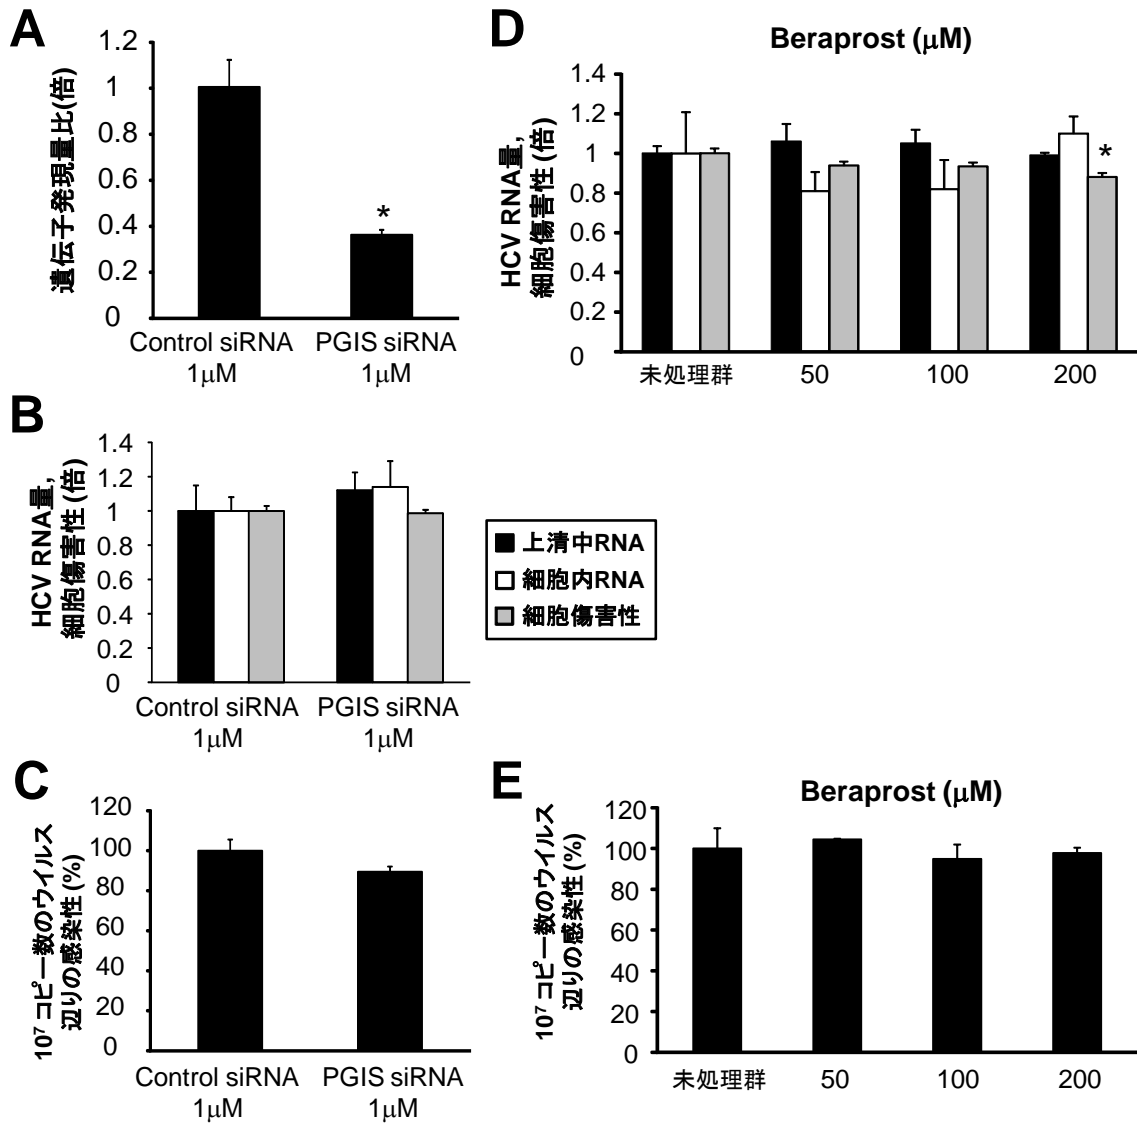 A
遺伝子発現量比(倍)
1.2
1
0.8
0.6
0.4
0.2
0
*
Control siRNA
1μM
PGIS siRNA
1μM
B
HCV RNA量,
細胞傷害性 (倍)
1.4
1.2
1
0.8
0.6
0.4
0.2
0
Control siRNA
1μM
PGIS siRNA
1μM
上清中RNA
細胞内RNA
細胞傷害性
C
10⁷ コピー数のウイルス
辺りの感染性 (%)
120
100
80
60
40
20
0
Control siRNA
1μM
PGIS siRNA
1μM
D
Beraprost (μM)
HCV RNA量,
細胞傷害性 (倍)
1.4
1.2
1
0.8
0.6
0.4
0.2
0
*
未処理群
50
100
200
E
Beraprost (μM)
10⁷ コピー数のウイルス
辺りの感染性 (%)
120
100
80
60
40
20
0
未処理群
50
100
200